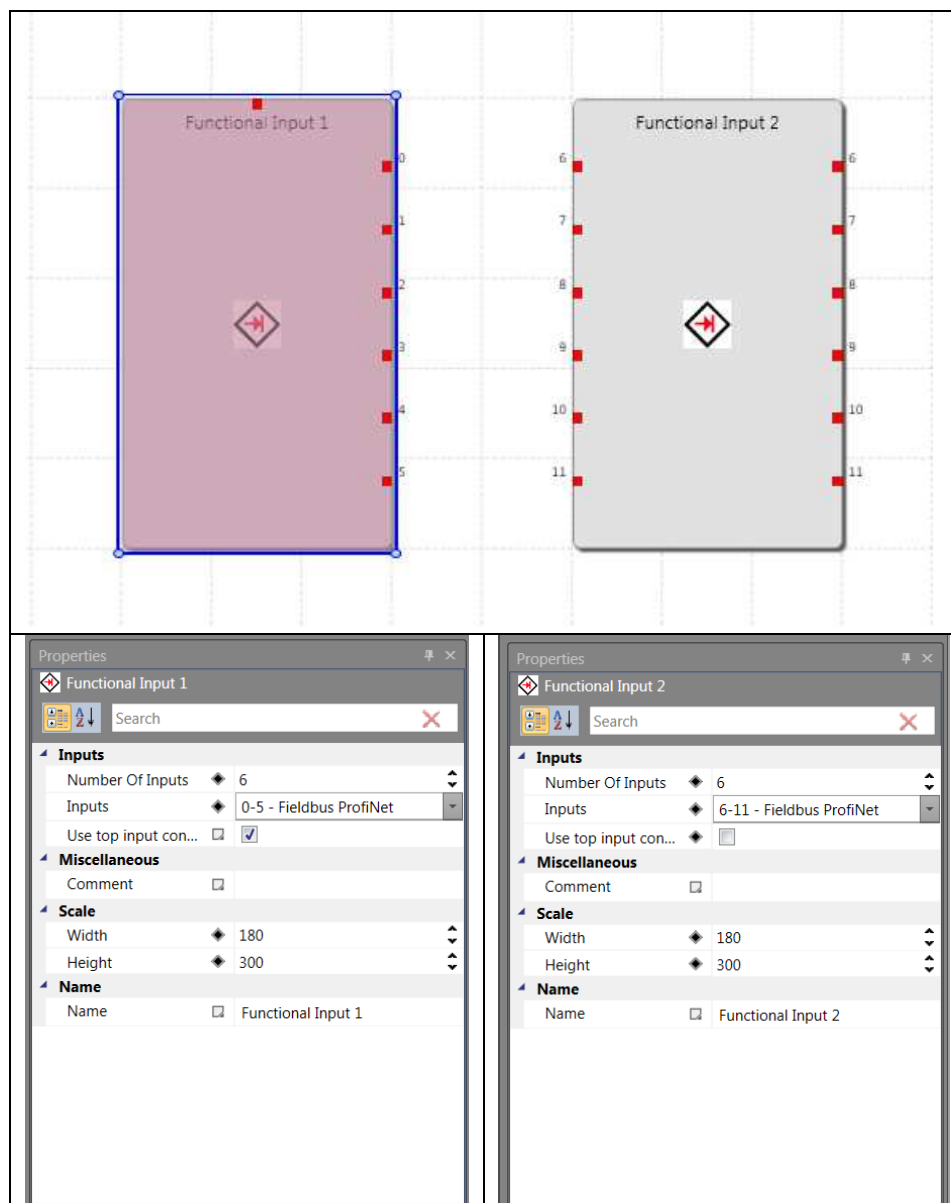 Functional Input 1
0
1
2
3
4
5
Functional Input 2
6 6
7 7
8 8
9 9
10 10
11 11
Properties
Functional Input 1
Search
Inputs
Number Of Inputs 6
Inputs 0-5 - Fieldbus ProfiNet
Use top input con...
Miscellaneous
Comment
Scale
Width 180
Height 300
Name
Name Functional Input 1
Properties
Functional Input 2
Search
Inputs
Number Of Inputs 6
Inputs 6-11 - Fieldbus ProfiNet
Use top input con...
Miscellaneous
Comment
Scale
Width 180
Height 300
Name
Name Functional Input 2